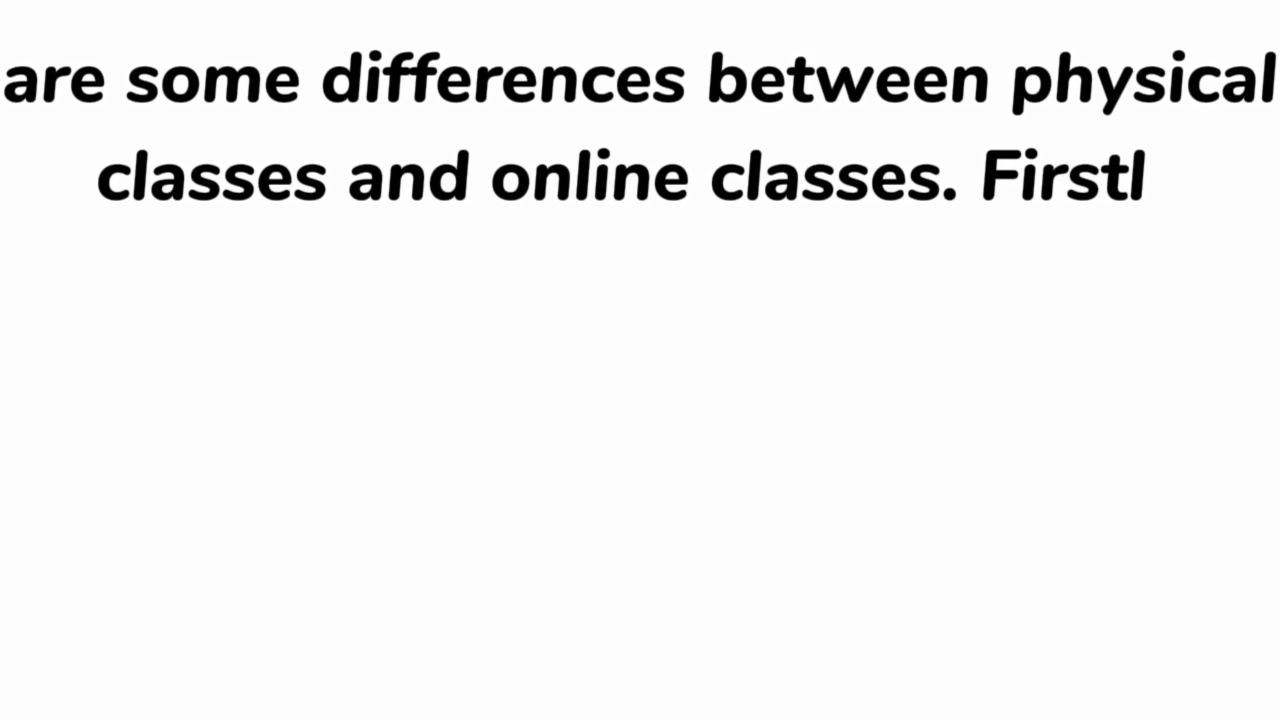 are some differences between physical
classes and online classes. Firstl